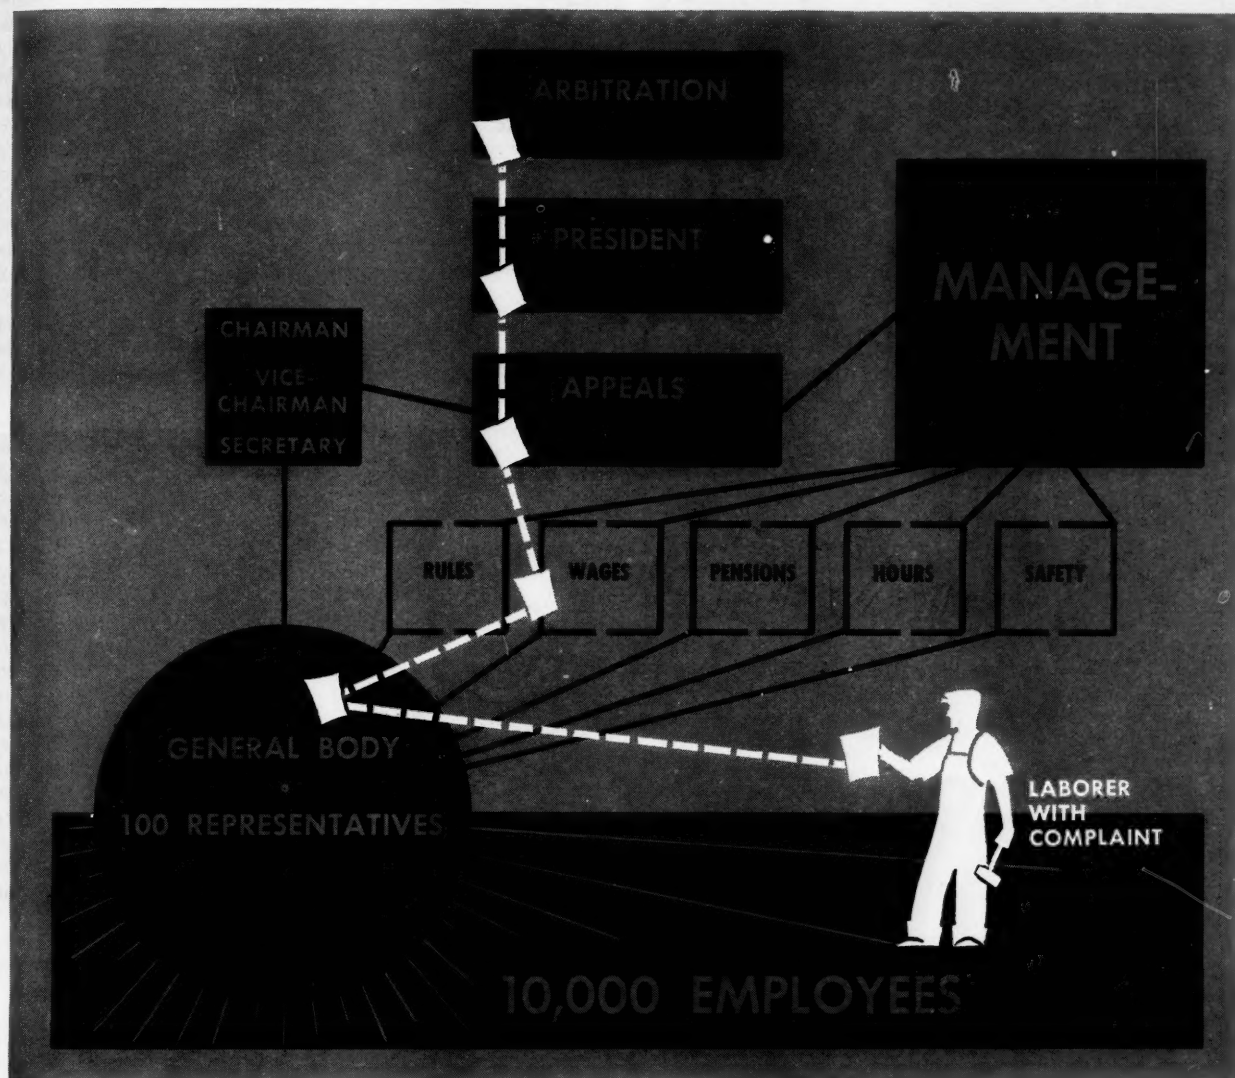 ARBITRATION
PRESIDENT
MANAGE-
MENT
CHAIRMAN
VICE-
CHAIRMAN
SECRETARY
APPEALS
RULES
WAGES
PENSIONS
HOURS
SAFETY
GENERAL BODY
100 REPRESENTATIVES
LABORER
WITH
COMPLAINT
10,000 EMPLOYEES